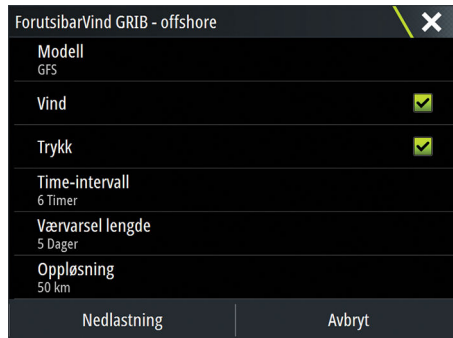 ForutsibarVind GRIB - offshore
Modell
GFS
Vind
Trykk
Time-intervall
6 Timer
Værvarsel lengde
5 Dager
Oppløsning
50 km
Nedlastning
Avbryt